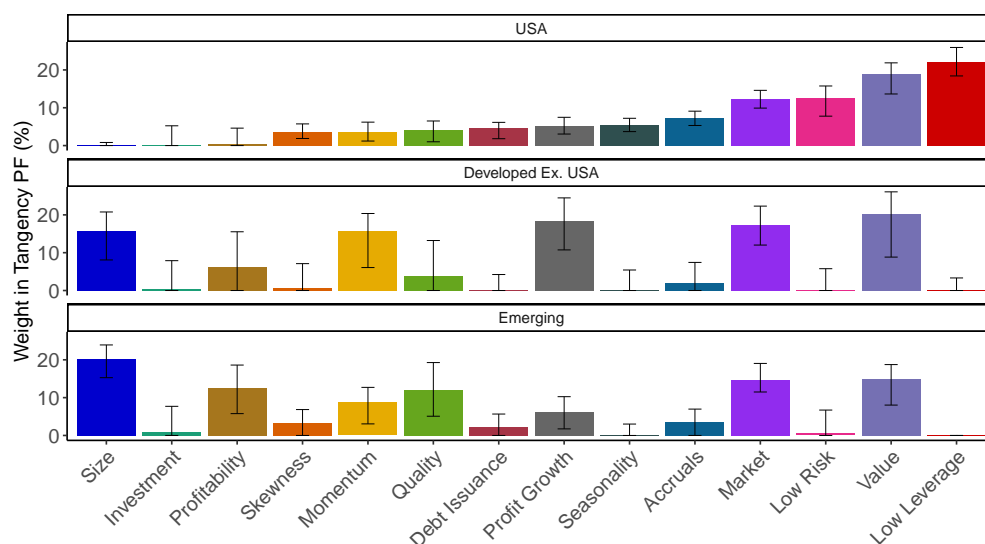 USA
20
10
0
Developed Ex. USA
20
10
0
Emerging
20
10
0
Weight in Tangency PF (%)
Size
Investment
Profitability
Skewness
Momentum
Quality
Debt Issuance
Profit Growth
Seasonality
Accruals
Market
Low Risk
Value
Low Leverage